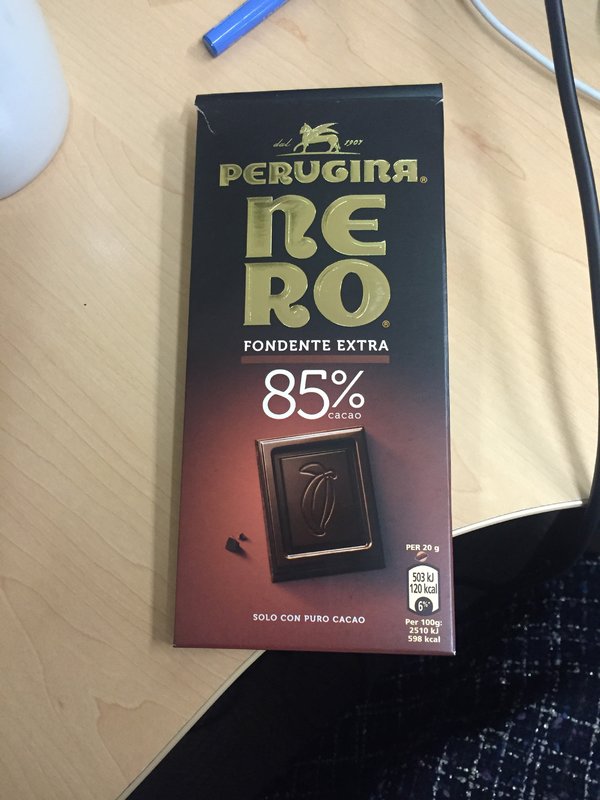 dal 1907
PERUGINA®
NE
RO®
FONDENTE EXTRA
85%
cacao
PER 20 g
503 kJ
120 kcal
6%*
Per 100g:
2510 kJ
598 kcal
SOLO CON PURO CACAO